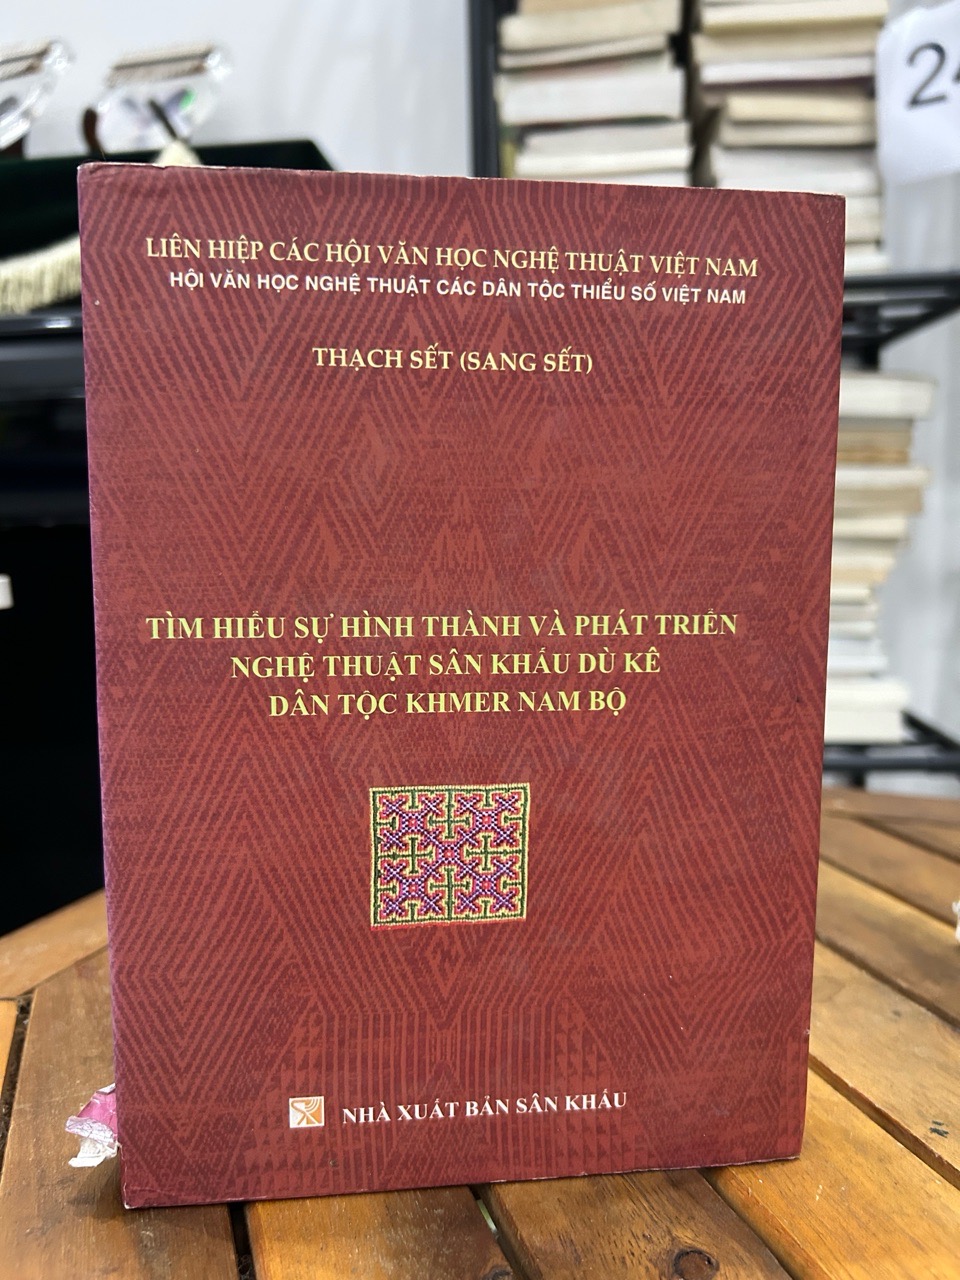 LIÊN HIỆP CÁC HỘI VĂN HỌC NGHỆ THUẬT VIỆT NAM
HỘI VĂN HỌC NGHỆ THUẬT CÁC DÂN TỘC THIỂU SỐ VIỆT NAM
THẠCH SẾT (SANG SẾT)
TÌM HIỂU SỰ HÌNH THÀNH VÀ PHÁT TRIỂN
NGHỆ THUẬT SÂN KHẤU DÙ KÊ
DÂN TỘC KHMER NAM BỘ
NHÀ XUẤT BẢN SÂN KHẤU